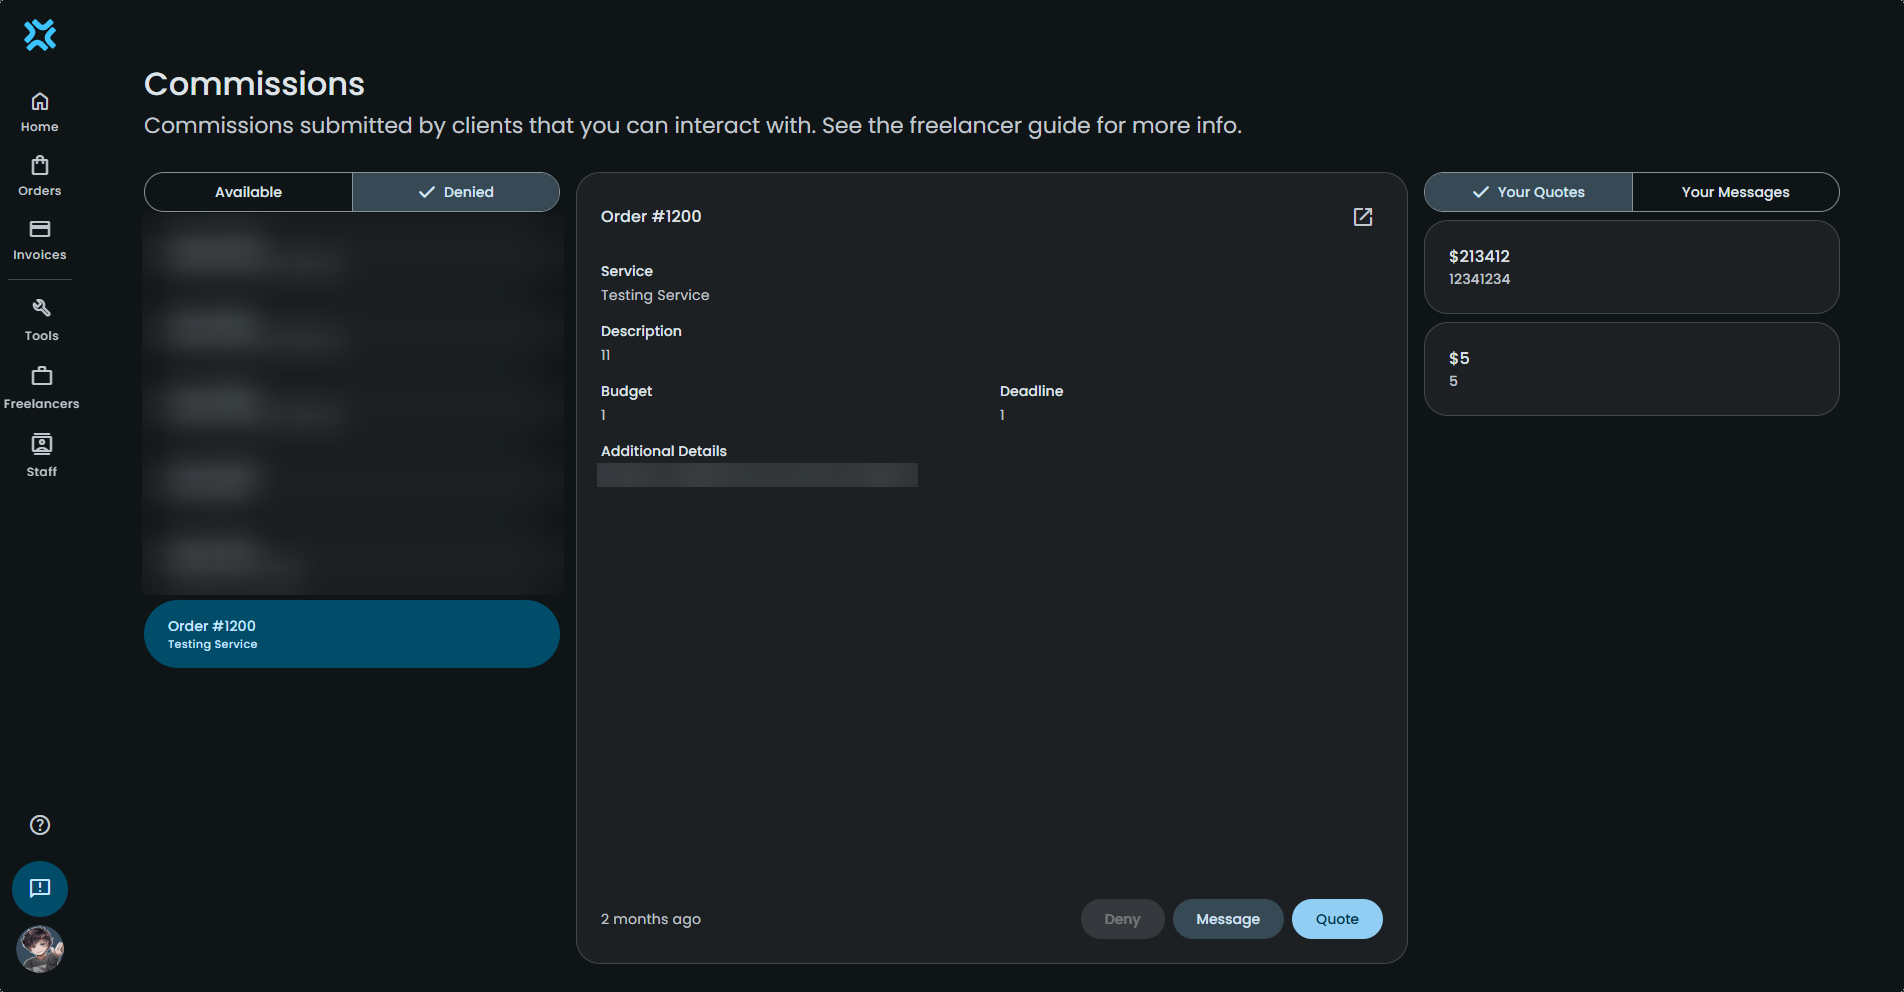 Commissions
Commissions submitted by clients that you can interact with. See the freelancer guide for more info.
Home
Orders
Invoices
Tools
Freelancers
Staff
Available
Denied
Order #1200
Testing Service
Order #1200
Service
Testing Service
Description
11
Budget
1
Deadline
1
Additional Details
2 months ago
Deny
Message
Quote
Your Quotes
Your Messages
$213412
12341234
$5
5